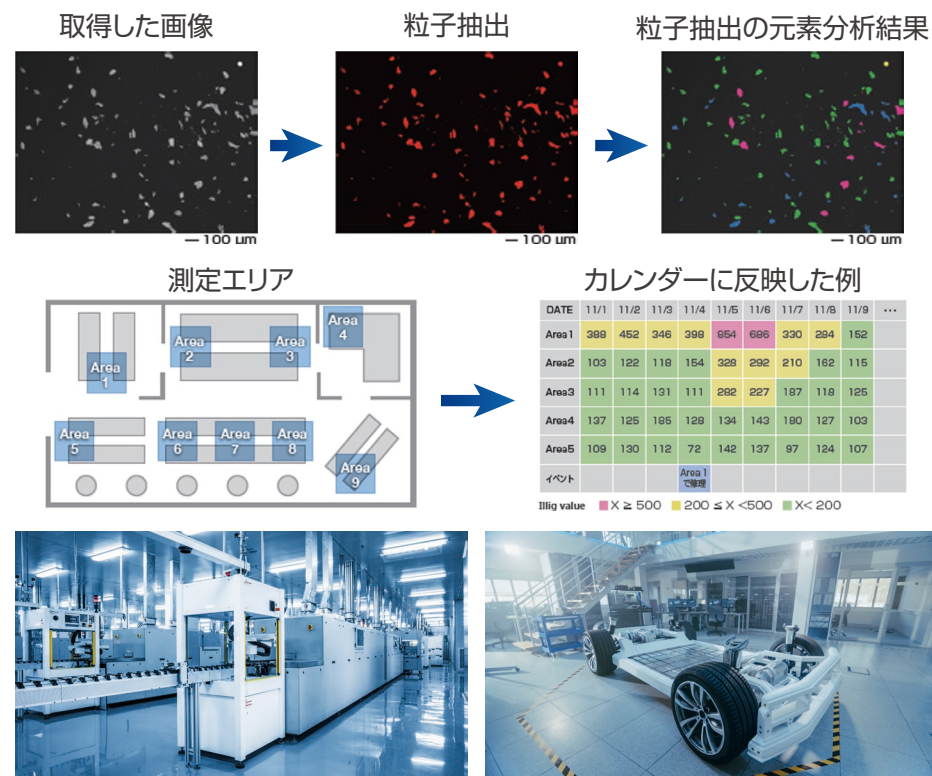 取得した画像
粒子抽出
粒子抽出の元素分析結果
100 μm
100 μm
100 μm
測定エリア
カレンダーに反映した例
Area 1
Area 2
Area 3
Area 4
Area 5
Area 6
Area 7
Area 8
Area 9
DATE 11/1 11/2 11/3 11/4 11/5 11/6 11/7 11/8 11/9 …
Area1 388 452 346 398 954 686 330 284 152
Area2 103 122 118 154 328 292 210 162 115
Area3 111 114 131 111 282 227 187 118 125
Area4 137 125 185 128 134 143 180 127 103
Area5 109 130 112 72 142 137 97 124 107
イベント Area 1 で修理
Illig value X ≥ 500 200 ≤ X <500 X< 200